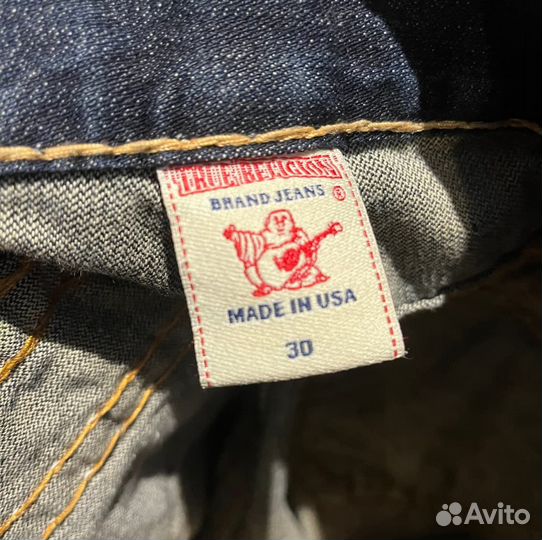 TRUE RELIGION
BRAND JEANS ®
MADE IN USA
30
Avito